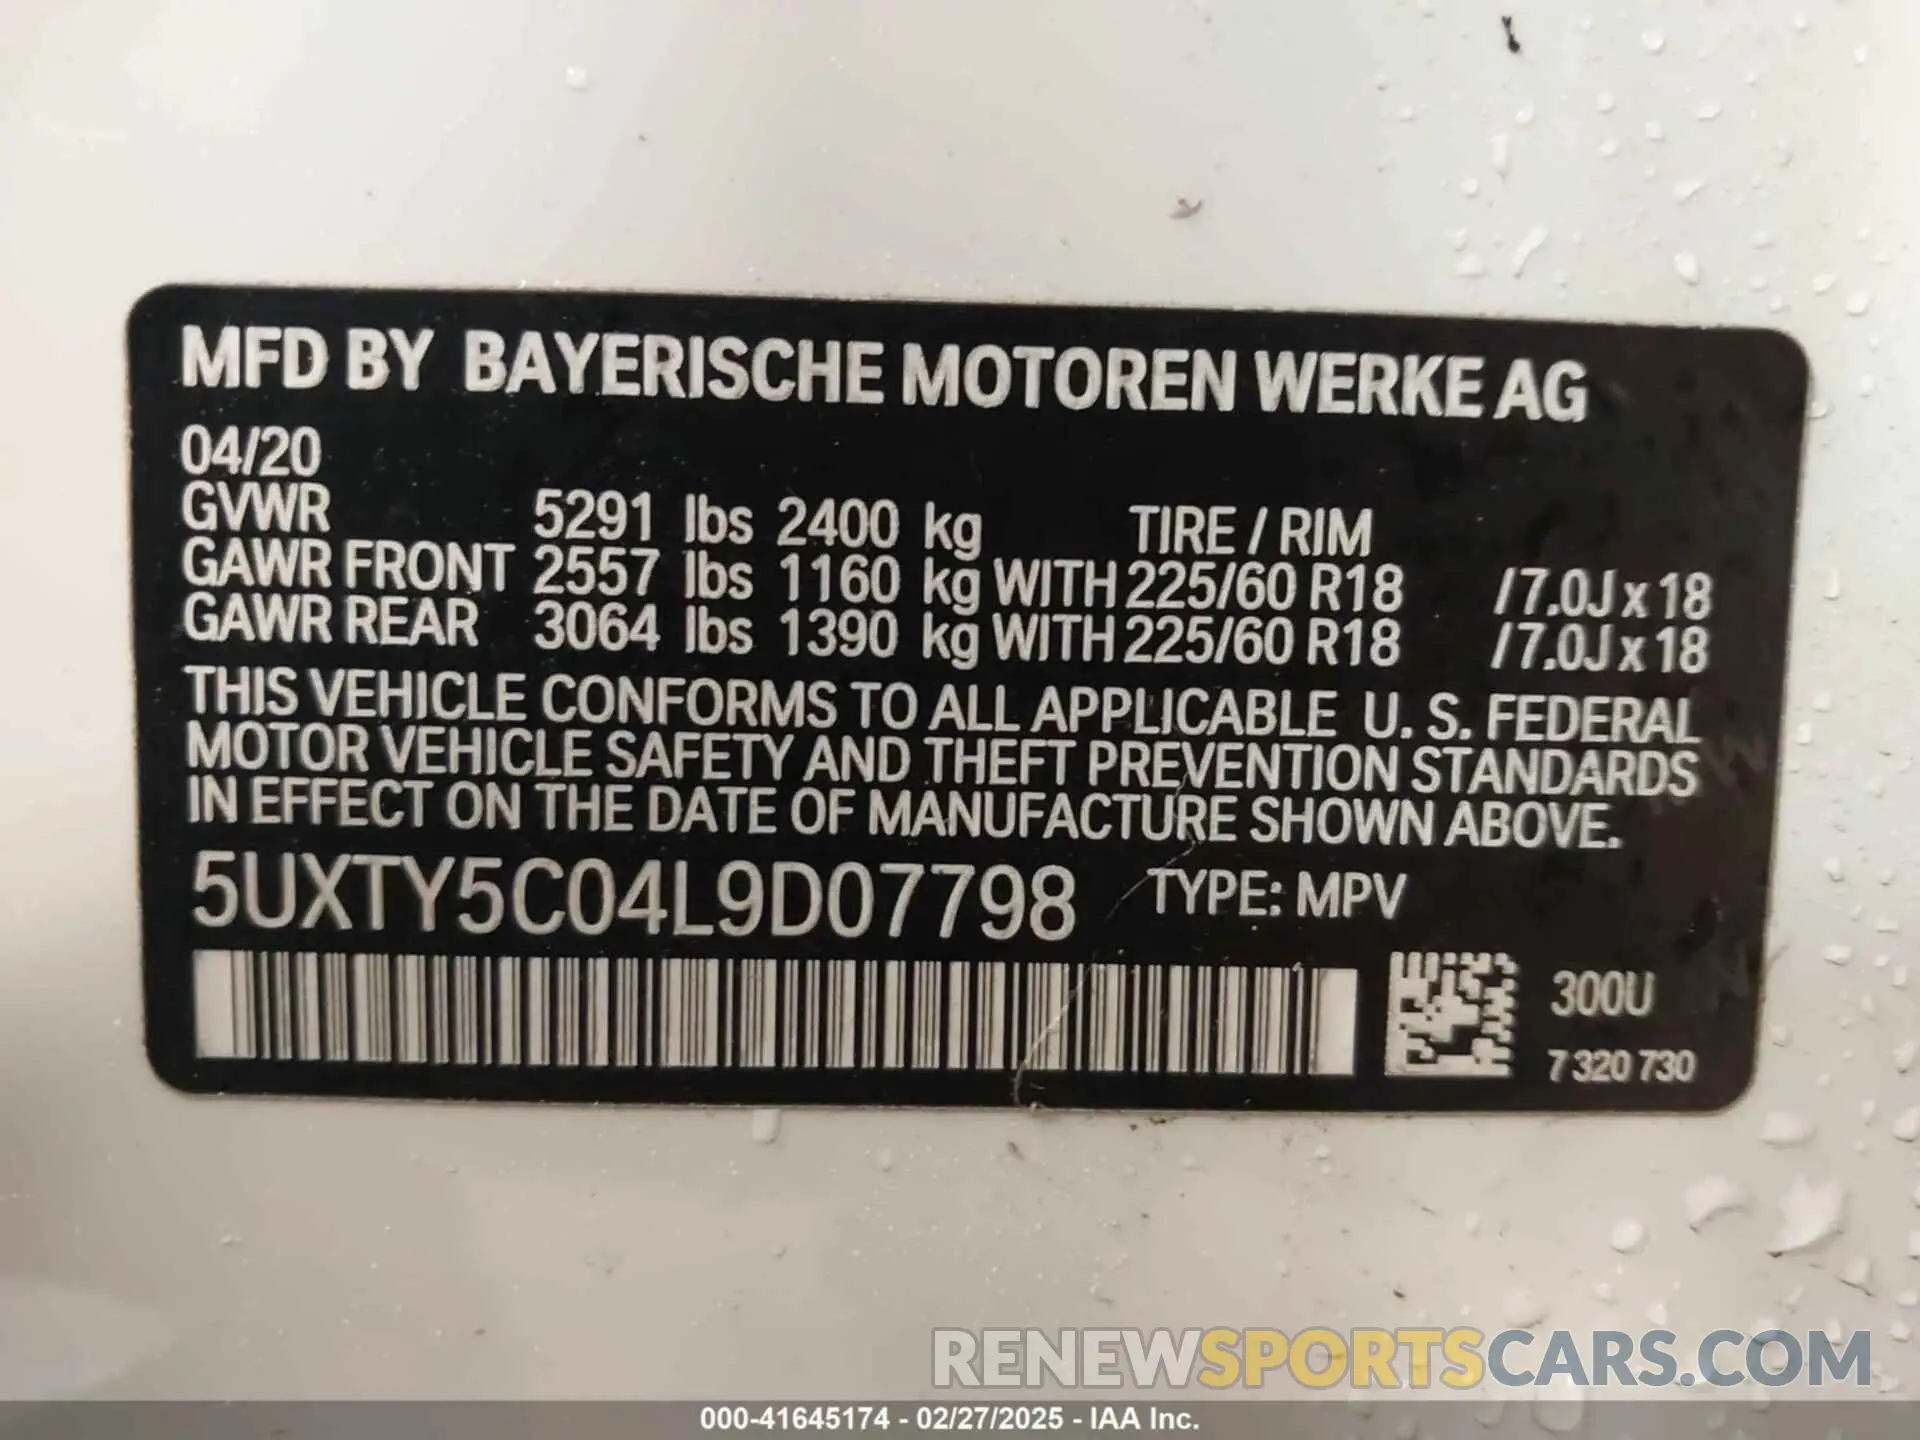 MFD BY BAYERISCHE MOTOREN WERKE AG
04/20
GVWR 5291 lbs 2400 kg TIRE / RIM
GAWR FRONT 2557 lbs 1160 kg WITH 225/60 R18 /7.0J x 18
GAWR REAR 3064 lbs 1390 kg WITH 225/60 R18 /7.0J x 18
THIS VEHICLE CONFORMS TO ALL APPLICABLE U. S. FEDERAL
MOTOR VEHICLE SAFETY AND THEFT PREVENTION STANDARDS
IN EFFECT ON THE DATE OF MANUFACTURE SHOWN ABOVE.
5UXTY5C04L9D07798 TYPE: MPV
300U
7 320 730
RENEWSPORTSCARS.COM
000-41645174 - 02/27/2025 - IAA Inc.